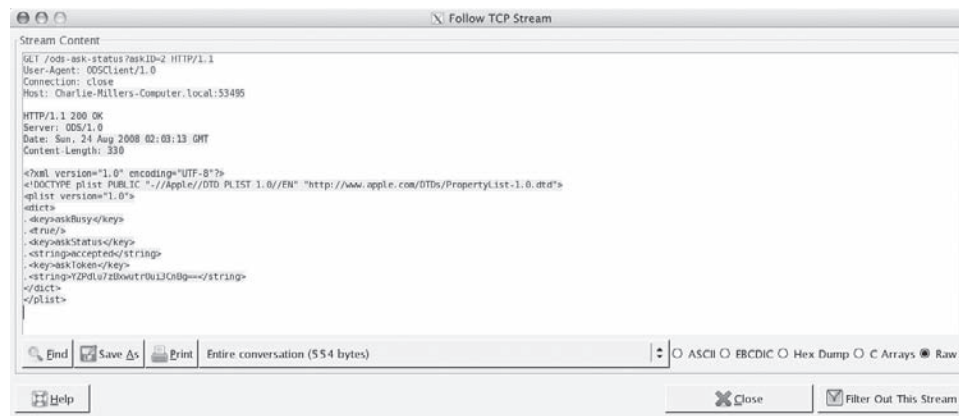 Follow TCP Stream
Stream Content
GET /ods-ask-status?askID=2 HTTP/1.1
User-Agent: ODSClient/1.0
Connection: close
Host: Charlie-Millers-Computer.local:53495
HTTP/1.1 200 OK
Server: ODS/1.0
Date: Sun, 24 Aug 2008 02:03:13 GMT
Content-Length: 330
<?xml version="1.0" encoding="UTF-8"?>
<!DOCTYPE plist PUBLIC "-//Apple//DTD PLIST 1.0//EN" "http://www.apple.com/DTDs/PropertyList-1.0.dtd">
<plist version="1.0">
<dict>
.<key>askBusy</key>
.<true/>
.<key>askStatus</key>
.<string>accepted</string>
.<key>askToken</key>
</dict>
</plist>
Find Save As Print Entire conversation (554 bytes) ASCII EBCDIC Hex Dump C Arrays Raw
Help Close Filter Out This Stream